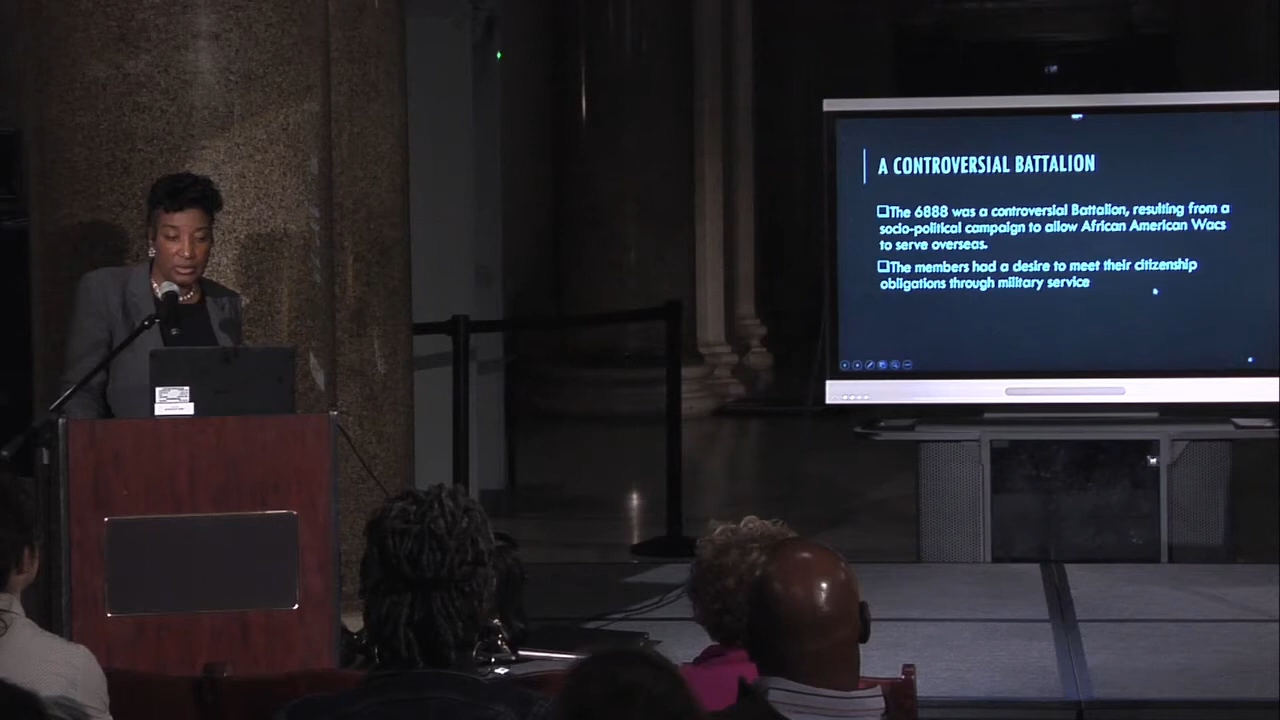 A CONTROVERSIAL BATTALION
❑The 6888 was a controversial Battalion, resulting from a
socio-political campaign to allow African American Wacs
to serve overseas.
❑The members had a desire to meet their citizenship
obligations through military service